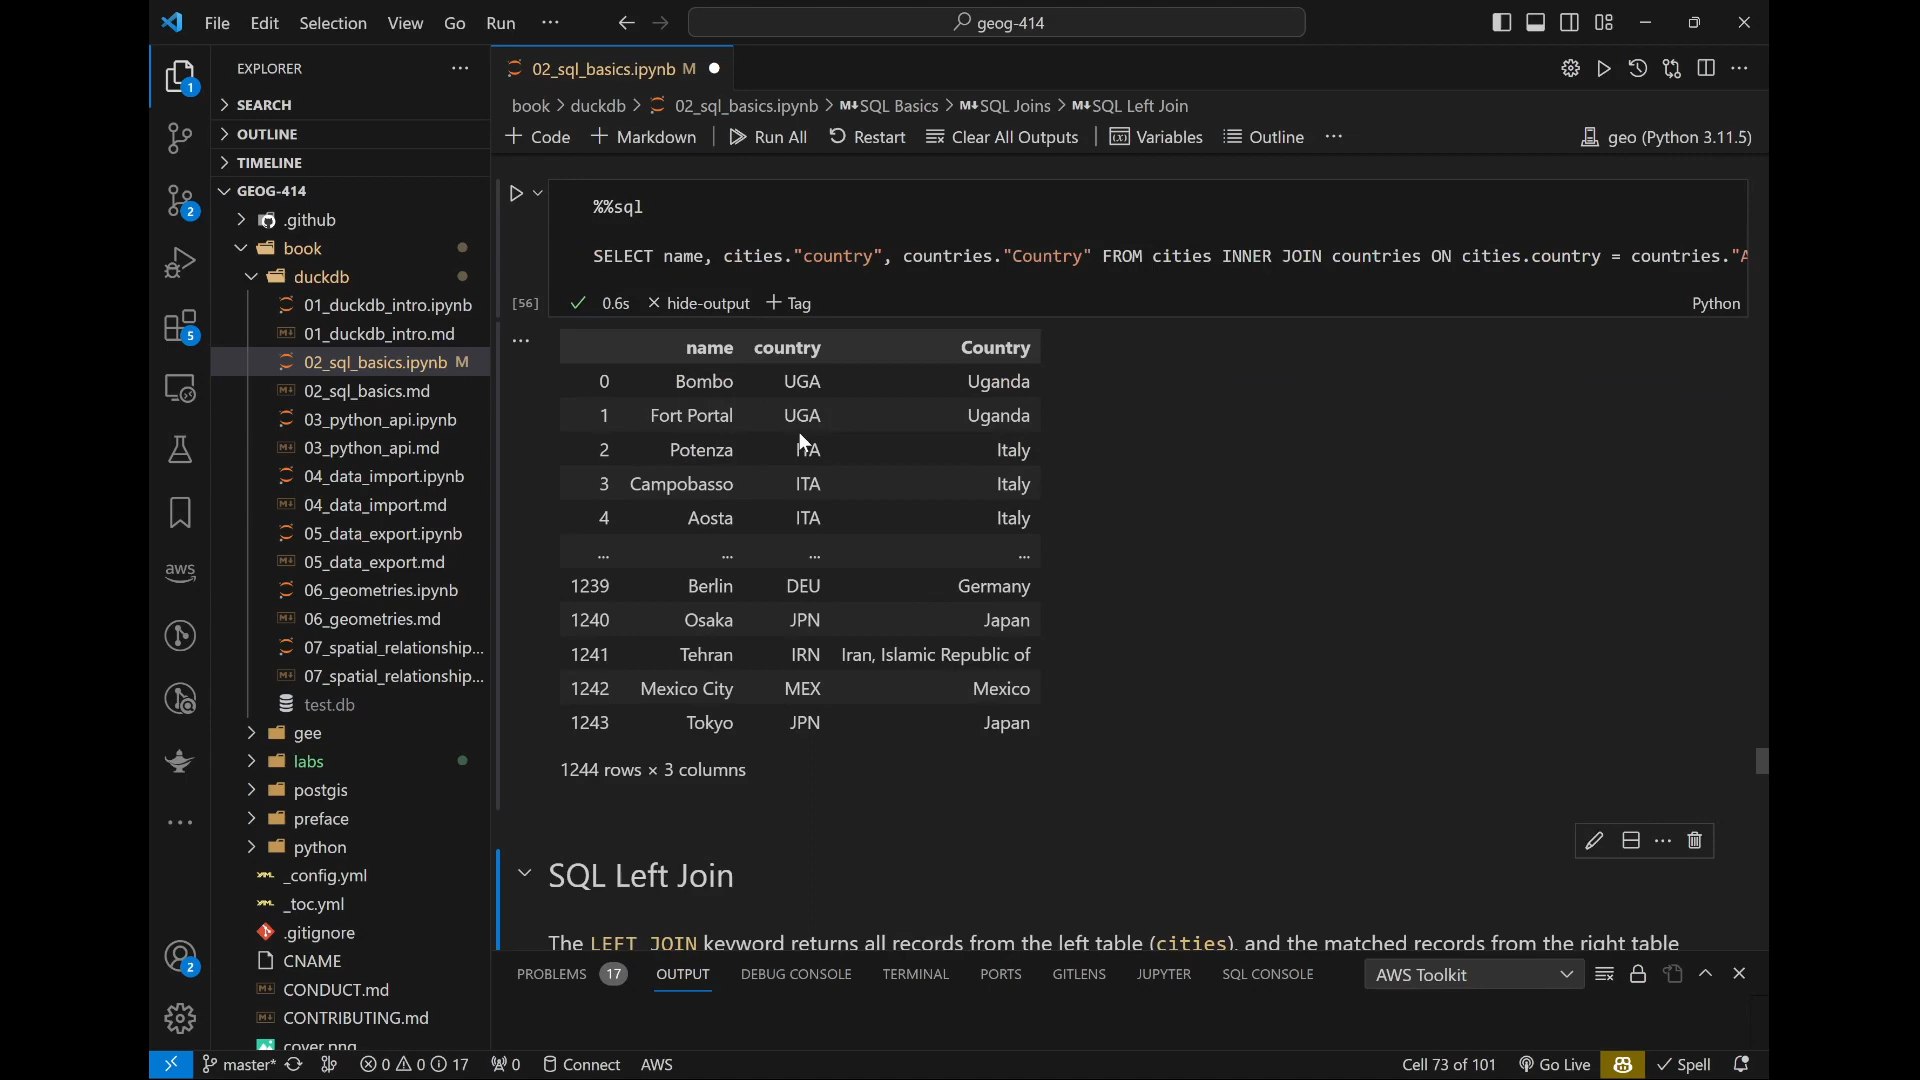 File Edit Selection View Go Run ... geog-414
EXPLORER ...
SEARCH
OUTLINE
TIMELINE
GEOG-414
.github
book
duckdb
01_duckdb_intro.ipynb
01_duckdb_intro.md
02_sql_basics.ipynb M
02_sql_basics.md
03_python_api.ipynb
03_python_api.md
04_data_import.ipynb
04_data_import.md
05_data_export.ipynb
05_data_export.md
06_geometries.ipynb
06_geometries.md
07_spatial_relationship...
07_spatial_relationship...
test.db
gee
labs
postgis
preface
python
_config.yml
_toc.yml
.gitignore
CNAME
CONDUCT.md
CONTRIBUTING.md
cover.png
1
2
5
aws
2
02_sql_basics.ipynb M
book > duckdb > 02_sql_basics.ipynb > SQL Basics > SQL Joins > SQL Left Join
+ Code + Markdown Run All Restart Clear All Outputs Variables Outline ... geo (Python 3.11.5)
%%sql
SELECT name, cities."country", countries."Country" FROM cities INNER JOIN countries ON cities.country = countries."A
[56] 0.6s × hide-output + Tag Python
name country Country
0 Bombo UGA Uganda
1 Fort Portal UGA Uganda
2 Potenza ITA Italy
3 Campobasso ITA Italy
4 Aosta ITA Italy
... ... ... ...
1239 Berlin DEU Germany
1240 Osaka JPN Japan
1241 Tehran IRN Iran, Islamic Republic of
1242 Mexico City MEX Mexico
1243 Tokyo JPN Japan
1244 rows × 3 columns
SQL Left Join
The LEFT JOIN keyword returns all records from the left table (cities), and the matched records from the right table
PROBLEMS 17 OUTPUT DEBUG CONSOLE TERMINAL PORTS GITLENS JUPYTER SQL CONSOLE AWS Toolkit
master* 0 0 17 0 Connect AWS Cell 73 of 101 Go Live Spell